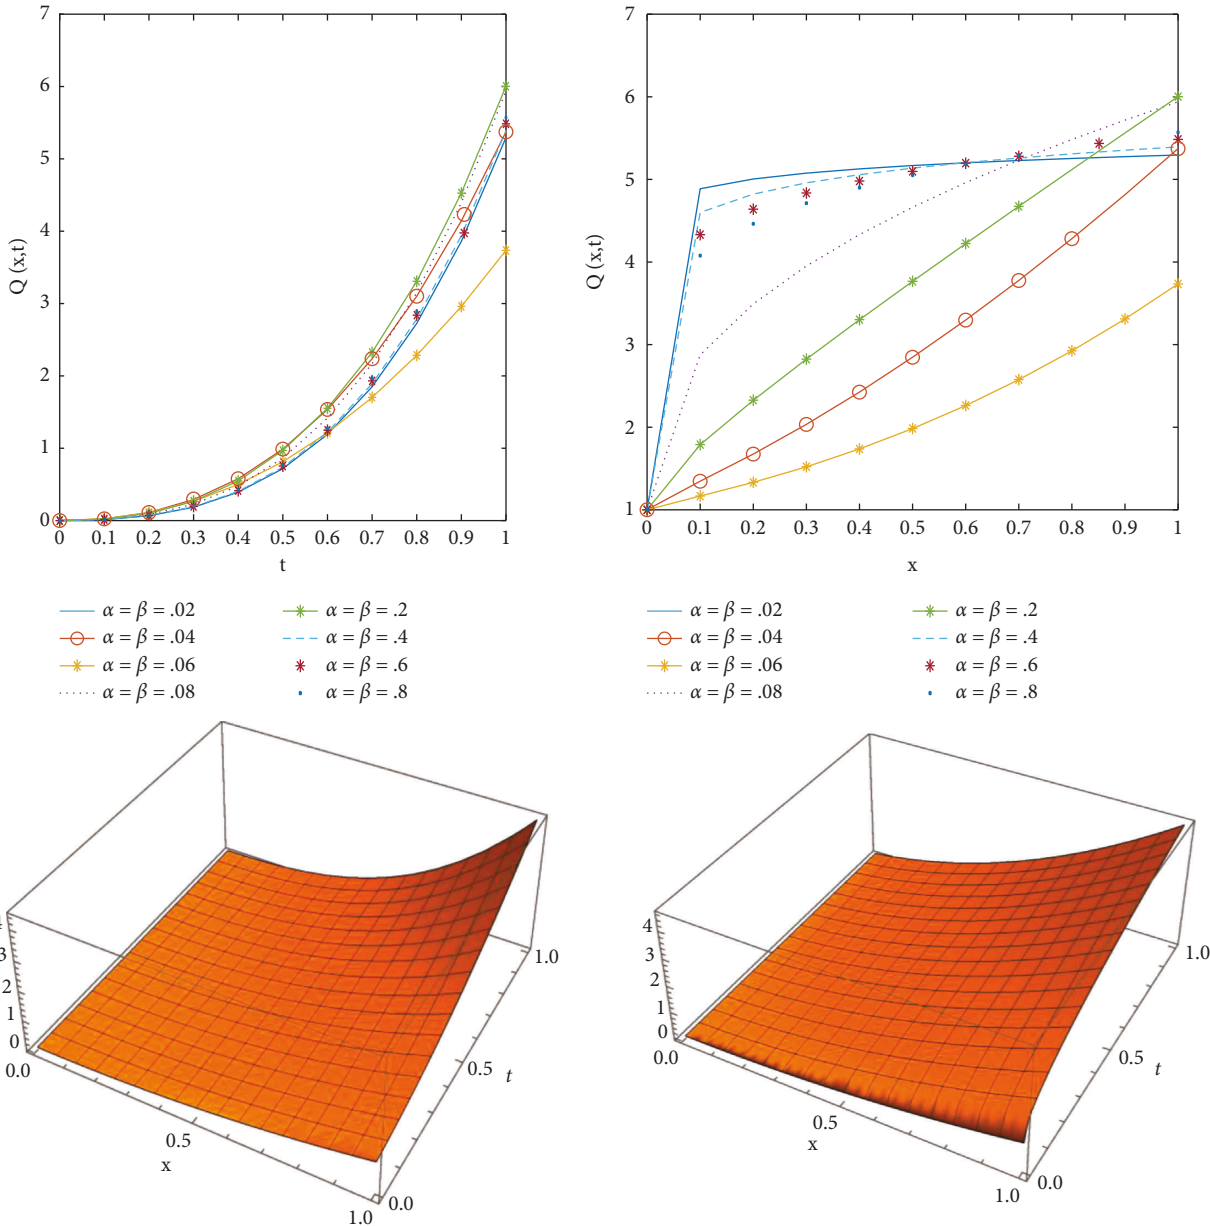 7
6
5
4
3
2
1
0
Q (x,t)
0 0.1 0.2 0.3 0.4 0.5 0.6 0.7 0.8 0.9 1
t
α = β = .02
α = β = .04
α = β = .06
α = β = .08
α = β = .2
α = β = .4
α = β = .6
α = β = .8
7
6
5
4
3
2
1
Q (x,t)
0 0.1 0.2 0.3 0.4 0.5 0.6 0.7 0.8 0.9 1
x
α = β = .02
α = β = .04
α = β = .06
α = β = .08
α = β = .2
α = β = .4
α = β = .6
α = β = .8
4
3
2
1
0
0.0
0.5
x
1.0
0.0
0.5
t
1.0
4
3
2
1
0
0.0
0.5
x
1.0
0.0
0.5
t
1.0